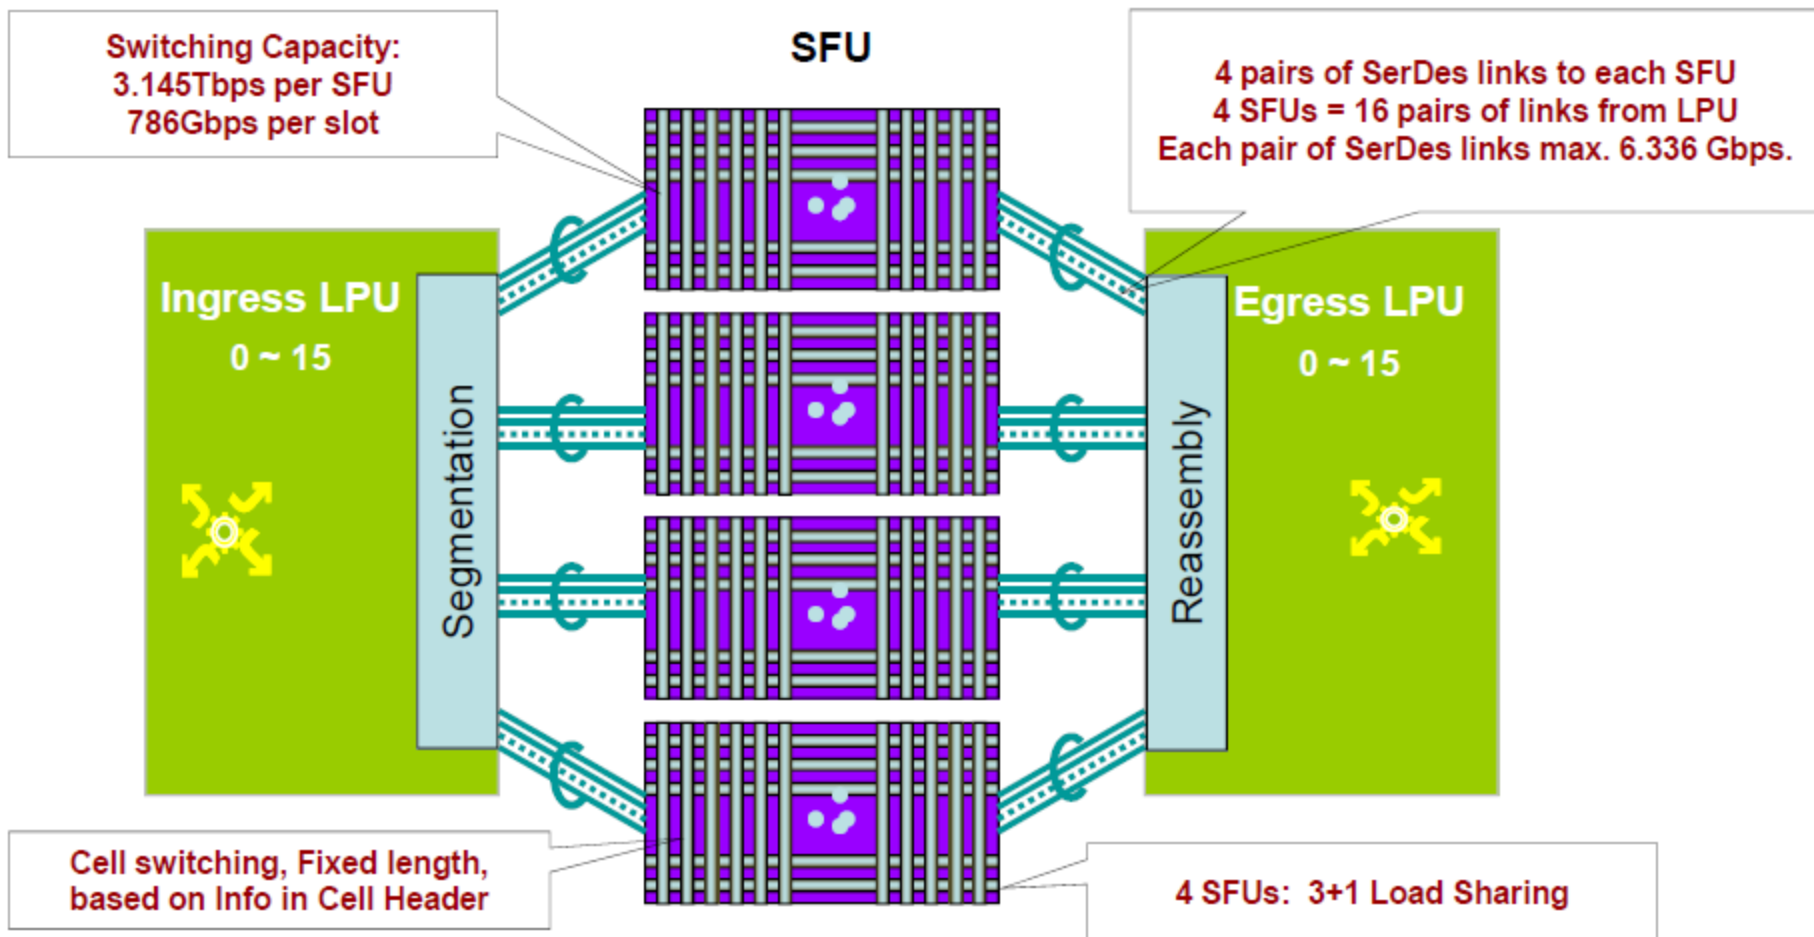 Switching Capacity:
3.145Tbps per SFU
786Gbps per slot
SFU
4 pairs of SerDes links to each SFU
4 SFUs = 16 pairs of links from LPU
Each pair of SerDes links max. 6.336 Gbps.
Ingress LPU
0 ~ 15
Segmentation
Egress LPU
0 ~ 15
Reassembly
Cell switching, Fixed length,
based on Info in Cell Header
4 SFUs: 3+1 Load Sharing